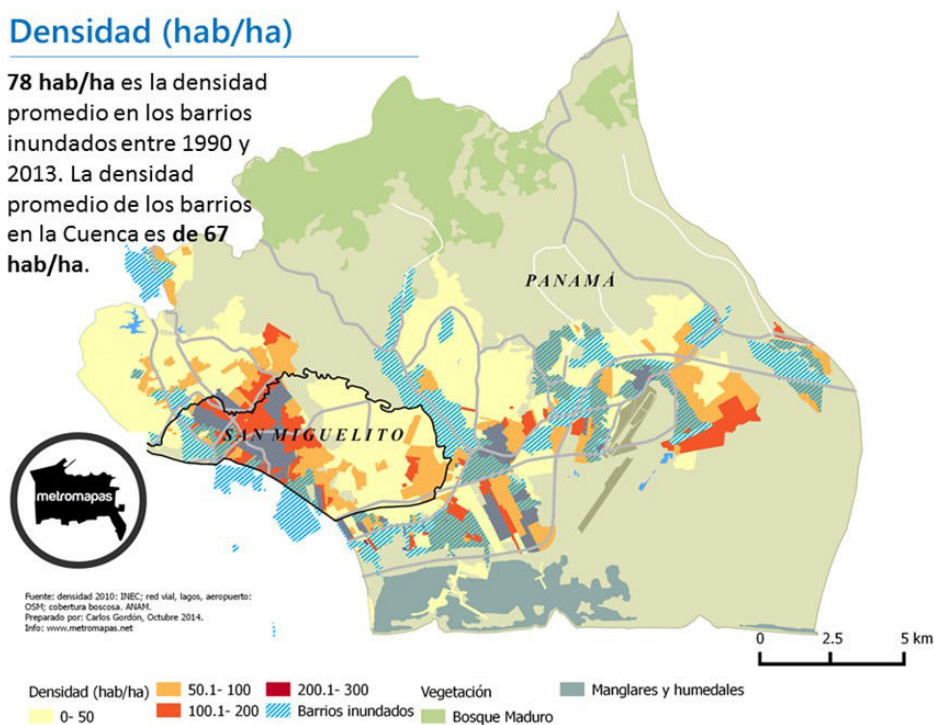 Densidad (hab/ha)
78 hab/ha es la densidad
promedio en los barrios
inundados entre 1990 y
2013. La densidad
promedio de los barrios
en la Cuenca es de 67
hab/ha.
PANAMÁ
SAN MIGUELITO
metromapas
Fuente: densidad 2010: INEC; red vial, lagos, aeropuerto:
OSM; cobertura boscosa. ANAM.
Preparado por: Carlos Gordón, Octubre 2014.
Info: www.metromapas.net
0 2.5 5 km
Densidad (hab/ha)
0- 50
50.1- 100
100.1- 200
200.1- 300
Barrios inundados
Vegetación
Bosque Maduro
Manglares y humedales